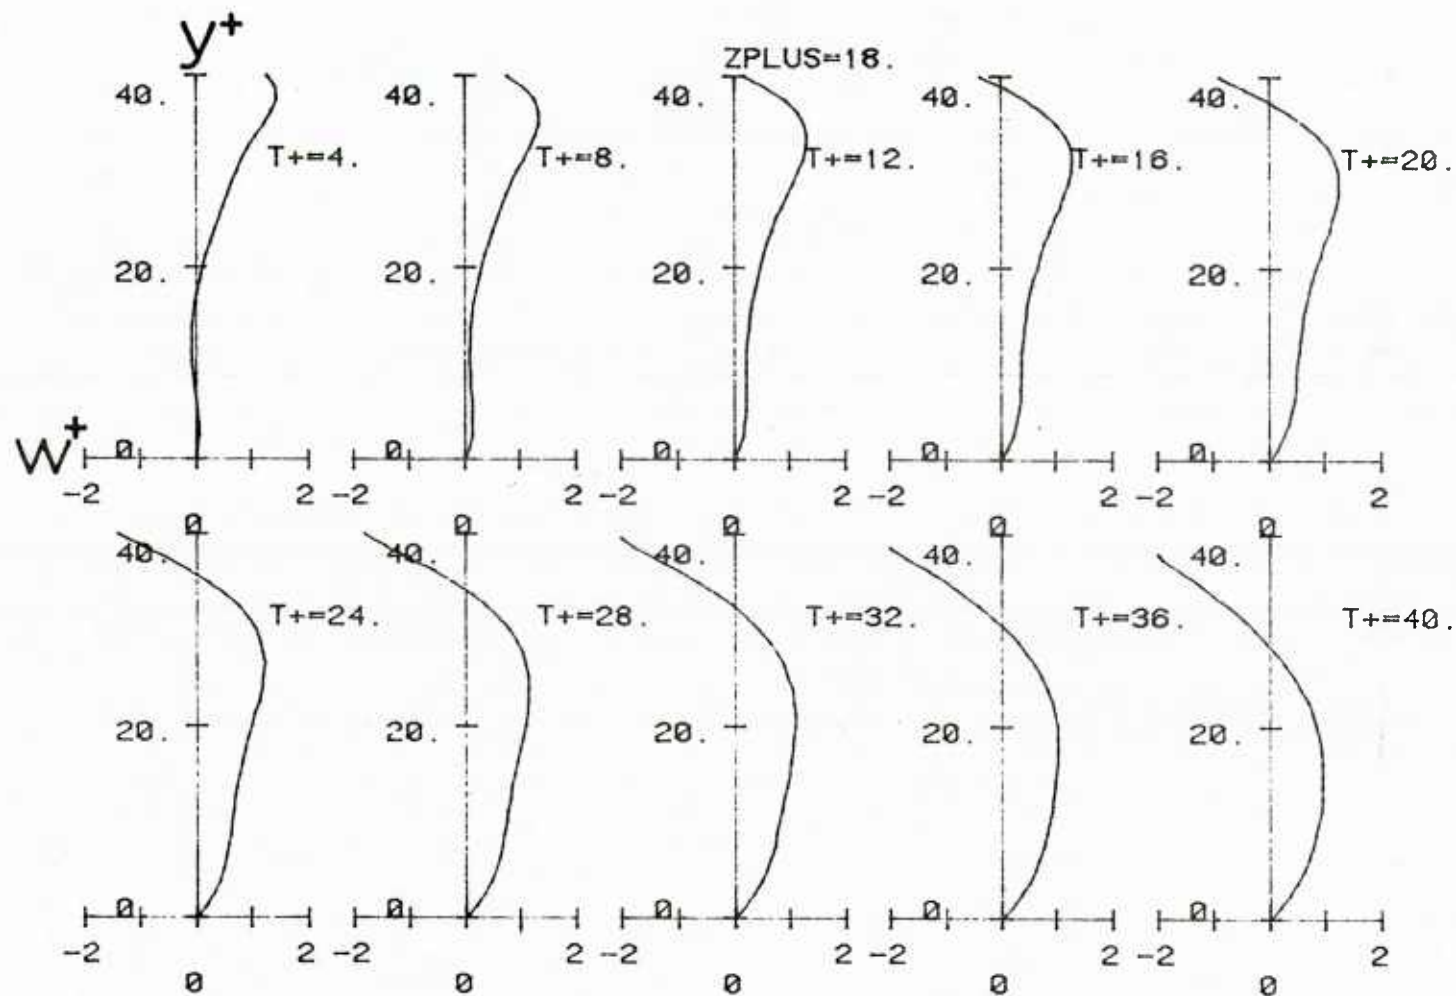 y+
ZPLUS=18.
40. 40. 40. 40. 40.
T+=4. T+=8. T+=12. T+=16. T+=20.
20. 20. 20. 20. 20.
W+
0 0 0 0 0
-2 2 -2 2 -2 2 -2 2 -2 2
0 0 0 0 0
40. 40. 40. 40. 40.
T+=24. T+=28. T+=32. T+=36. T+=40.
20. 20. 20. 20. 20.
0 0 0 0 0
-2 2 -2 2 -2 2 -2 2 -2 2
0 0 0 0 0